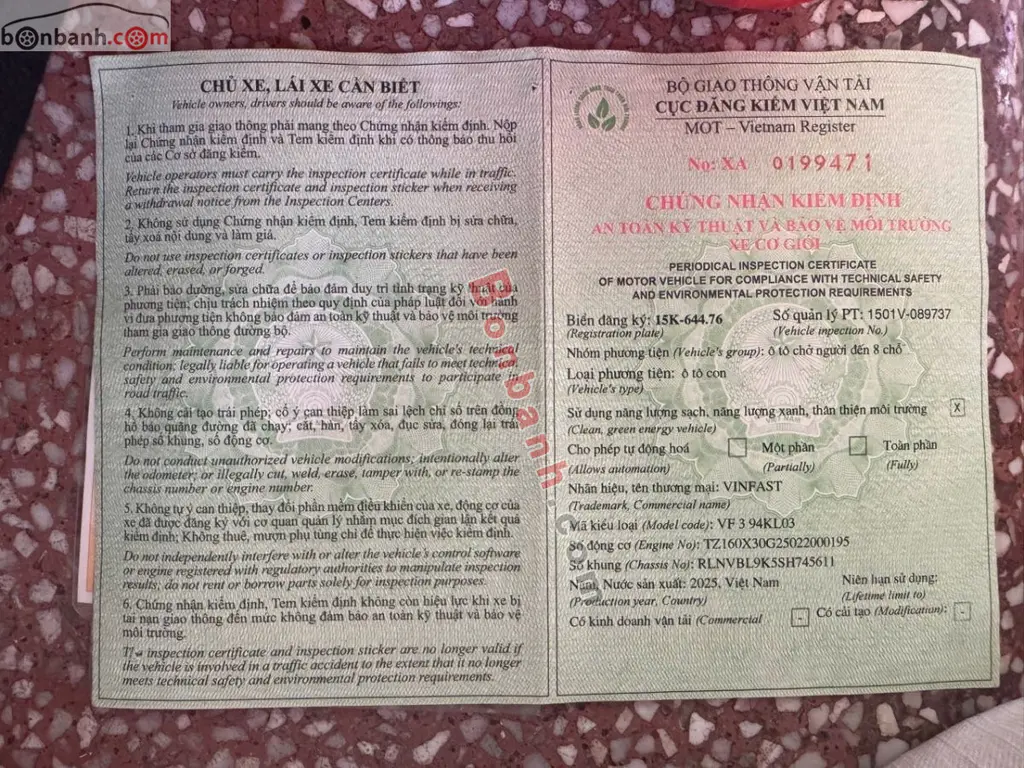 bonbanh.com
CHỦ XE, LÁI XE CẦN BIẾT
Vehicle owners, drivers should be aware of the followings:
1. Khi tham gia giao thông phải mang theo Chứng nhận kiểm định. Nộp
lại Chứng nhận kiểm định và Tem kiểm định khi có thông báo thu hồi
của các Cơ sở đăng kiểm.
Vehicle operators must carry the inspection certificate while in traffic.
Return the inspection certificate and inspection sticker when receiving
a withdrawal notice from the Inspection Centers.
2. Không sử dụng Chứng nhận kiểm định, Tem kiểm định bị sửa chữa,
tẩy xoá nội dung và làm giả.
Do not use inspection certificates or inspection stickers that have been
altered, erased, or forged.
3. Phải bảo dưỡng, sửa chữa để bảo đảm duy trì tình trạng kỹ thuật của
phương tiện; chịu trách nhiệm theo quy định của pháp luật đối với hành
vi đưa phương tiện không bảo đảm an toàn kỹ thuật và bảo vệ môi trường
tham gia giao thông đường bộ.
Perform maintenance and repairs to maintain the vehicle's technical
condition; legally liable for operating a vehicle that fails to meet technical
safety and environmental protection requirements to participate in
road traffic.
4. Không cải tạo trái phép; cố ý can thiệp làm sai lệch chỉ số trên đồng
hồ báo quãng đường đã chạy; cắt, hàn, tẩy xóa, đục sửa, đóng lại trái
phép số khung, số động cơ.
Do not conduct unauthorized vehicle modifications; intentionally alter
the odometer; or illegally cut, weld, erase, tamper with, or re-stamp the
chassis number or engine number.
5. Không tự ý can thiệp, thay đổi phần mềm điều khiển của xe, động cơ của
xe đã được đăng ký với cơ quan quản lý nhằm mục đích gian lận kết quả
kiểm định; Không thuê, mượn phụ tùng chỉ để thực hiện việc kiểm định.
Do not independently interfere with or alter the vehicle's control software
or engine registered with regulatory authorities to manipulate inspection
results; do not rent or borrow parts solely for inspection purposes.
6. Chứng nhận kiểm định, Tem kiểm định không còn hiệu lực khi xe bị
tai nạn giao thông đến mức không đảm bảo an toàn kỹ thuật và bảo vệ
môi trường.
inspection certificate and inspection sticker are no longer valid if
the vehicle is involved in a traffic accident to the extent that it no longer
meets technical safety and environmental protection requirements.
BỘ GIAO THÔNG VẬN TẢI
CỤC ĐĂNG KIỂM VIỆT NAM
MOT – Vietnam Register
No: XA 0199471
CHỨNG NHẬN KIỂM ĐỊNH
AN TOÀN KỸ THUẬT VÀ BẢO VỆ MÔI TRƯỜNG
XE CƠ GIỚI
PERIODICAL INSPECTION CERTIFICATE
OF MOTOR VEHICLE FOR COMPLIANCE WITH TECHNICAL SAFETY
AND ENVIRONMENTAL PROTECTION REQUIREMENTS
Biển đăng ký: 15K-644.76 Số quản lý PT: 1501V-089737
(Registration plate) (Vehicle inpection No.)
Nhóm phương tiện (Vehicle's group): ô tô chở người đến 8 chỗ
Loại phương tiện: ô tô con
(Vehicle's type)
Sử dụng năng lượng sạch, năng lượng xanh, thân thiện môi trường X
(Clean, green energy vehicle)
Cho phép tự động hoá Một phần Toàn phần
(Allows automation) (Partially) (Fully)
Nhãn hiệu, tên thương mại: VINFAST
(Trademark, Commercial name)
Mã kiểu loại (Model code): VF 3 94KL03
Số động cơ (Engine No): TZ160X30G25022000195
Số khung (Chassis No): RLNVBL9K5SH745611
Năm, Nước sản xuất: 2025, Việt Nam Niên hạn sử dụng:
(Production year, Country) (Lifetime limit to)
Có kinh doanh vận tải (Commercial - Có cải tạo (Modification): -
Bonbanh.com